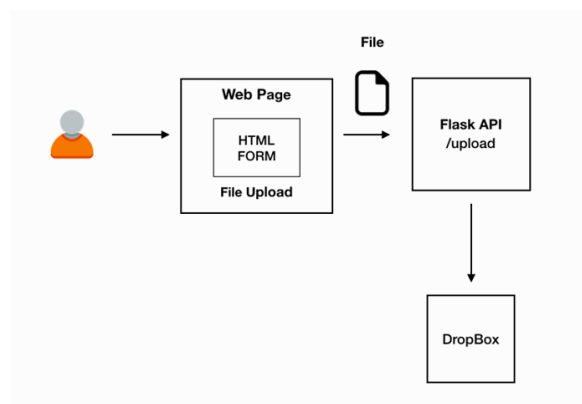 File
Web Page
HTML
FORM
File Upload
Flask API
/upload
DropBox